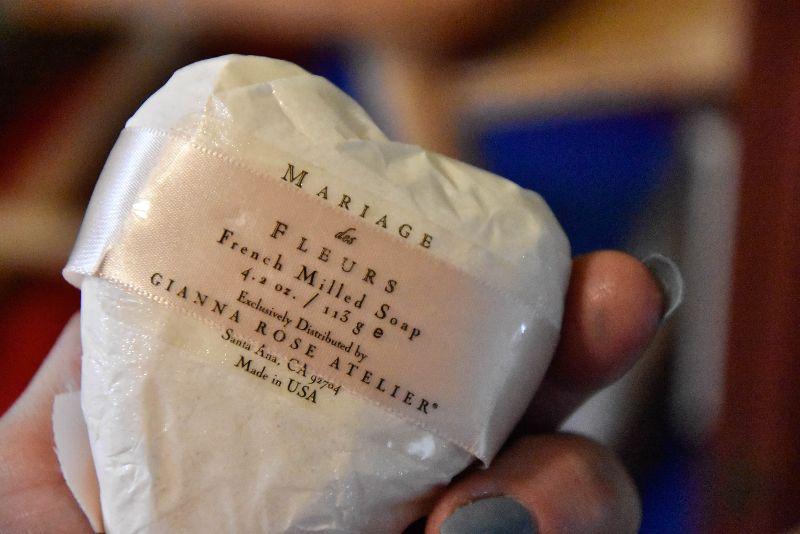 MARIAGE
des
FLEURS
French Milled Soap
4.2 oz. / 113 g e
Exclusively Distributed by
GIANNA ROSE ATELIER®
Santa Ana, CA 92704
Made in USA